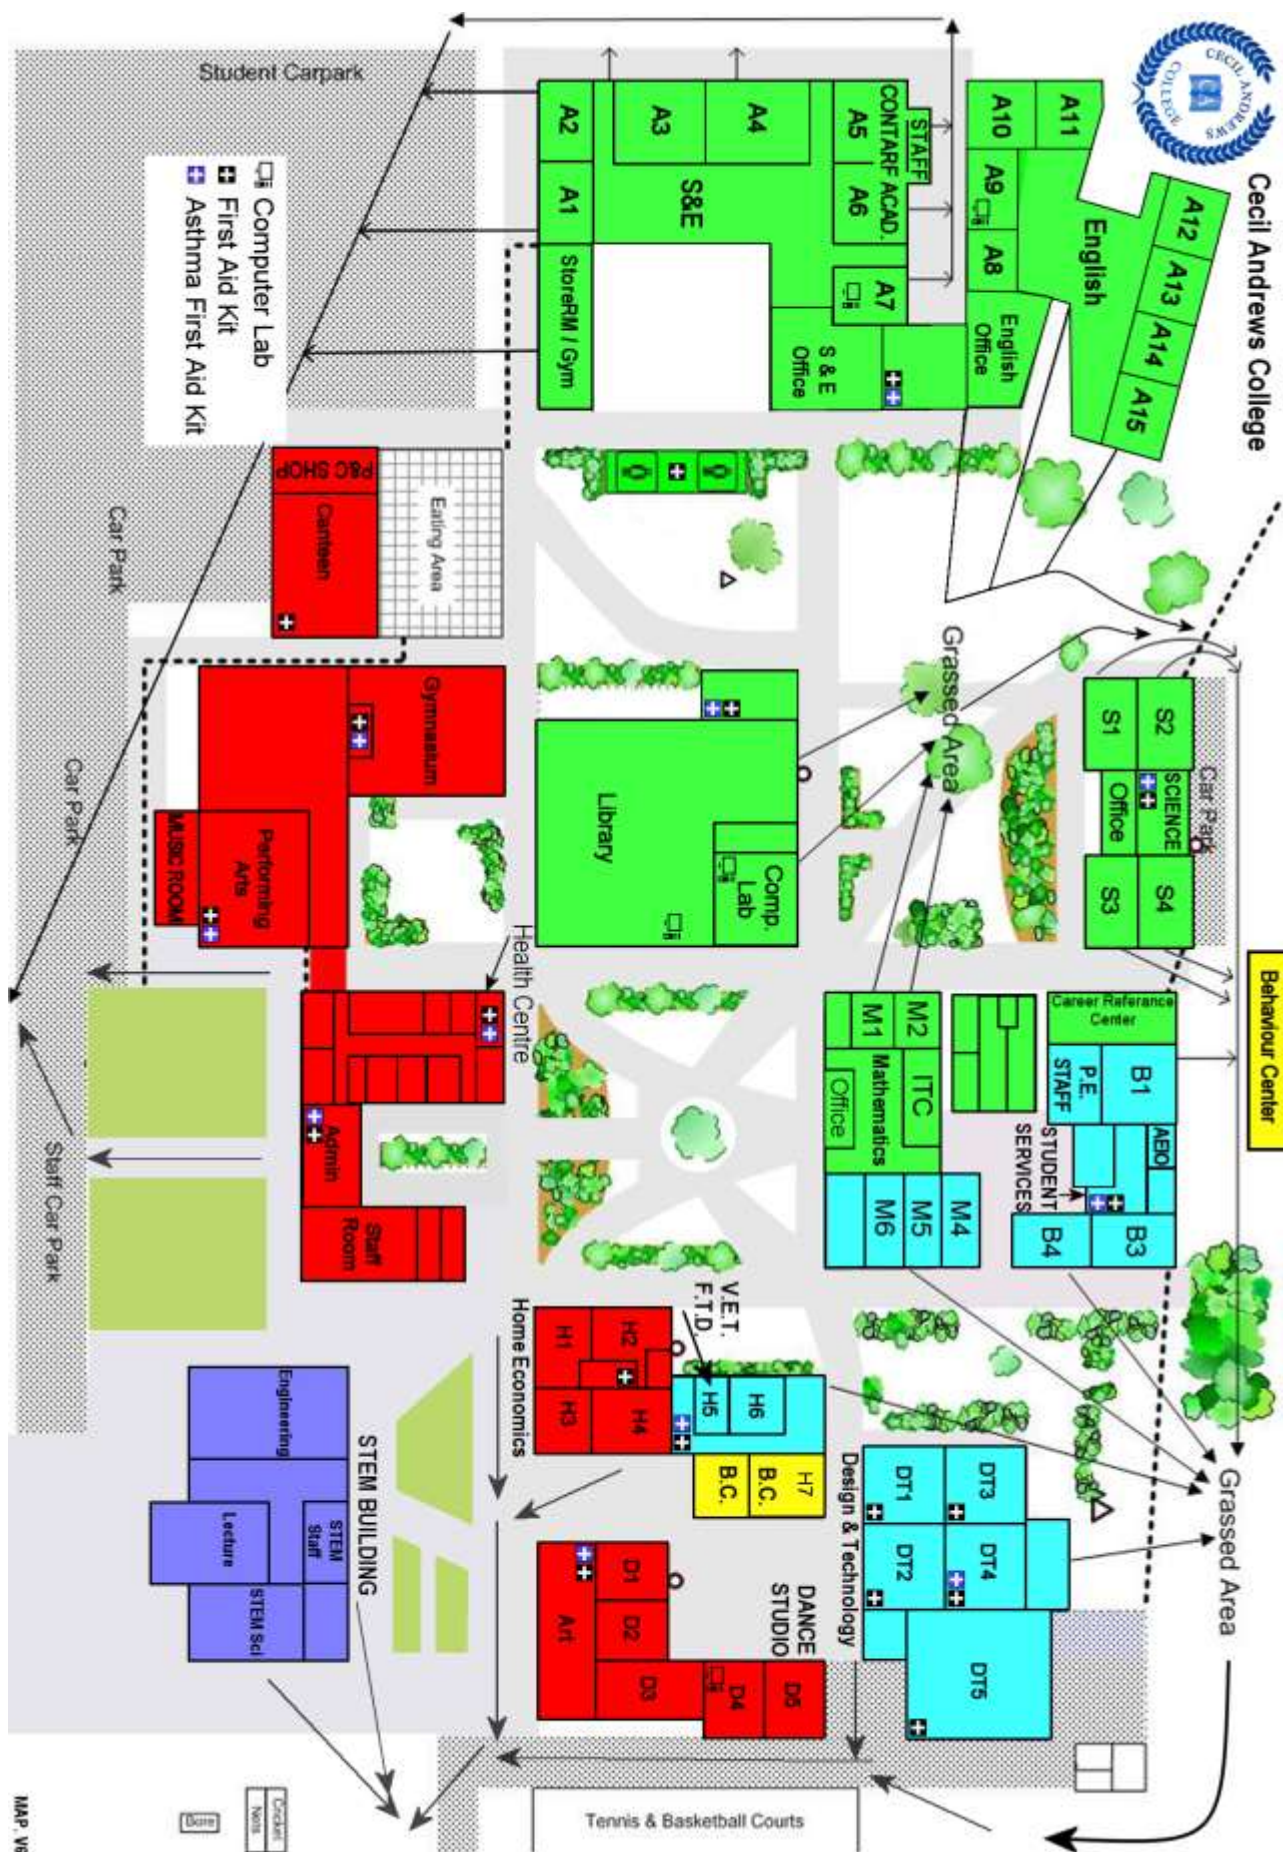 Cecil Andrews College
CECIL ANDREWS
COLLEGE
CA
Student Carpark
Computer Lab
First Aid Kit
Asthma First Aid Kit
A2
A1
StoreRM / Gym
A3
A4
S&E
A5
A6
CONTARF ACAD.
STAFF
A7
S & E
Office
A10
A11
A9
A8
English
Office
English
A12
A13
A14
A15
P&C SHOP
Canteen
Eating Area
Car Park
Car Park
Gymnasium
Performing
Arts
MUSIC ROOM
Library
Comp.
Lab
Grassed Area
S1
S2
Office
SCIENCE
S3
S4
Car Park
Behaviour Center
Health Centre
Admin
Staff
Room
Staff Car Park
M1
M2
Mathematics
Office
ITC
M6
M5
M4
Career Referance
Center
P.E.
STAFF
B1
AEIO
STUDENT
SERVICES
B4
B3
Home Economics
H1
H2
H3
H4
V.E.T.
F.T.D.
H5
H6
B.C.
B.C.
H7
Design & Technology
DT1
DT3
DT2
DT4
DT5
Grassed Area
DANCE
STUDIO
D1
D2
Art
D3
D4
D5
STEM BUILDING
Engineering
Lecture
STEM
Staff
STEM Sci
Tennis & Basketball Courts
Cricket
Nets
Bore
MAP. V6